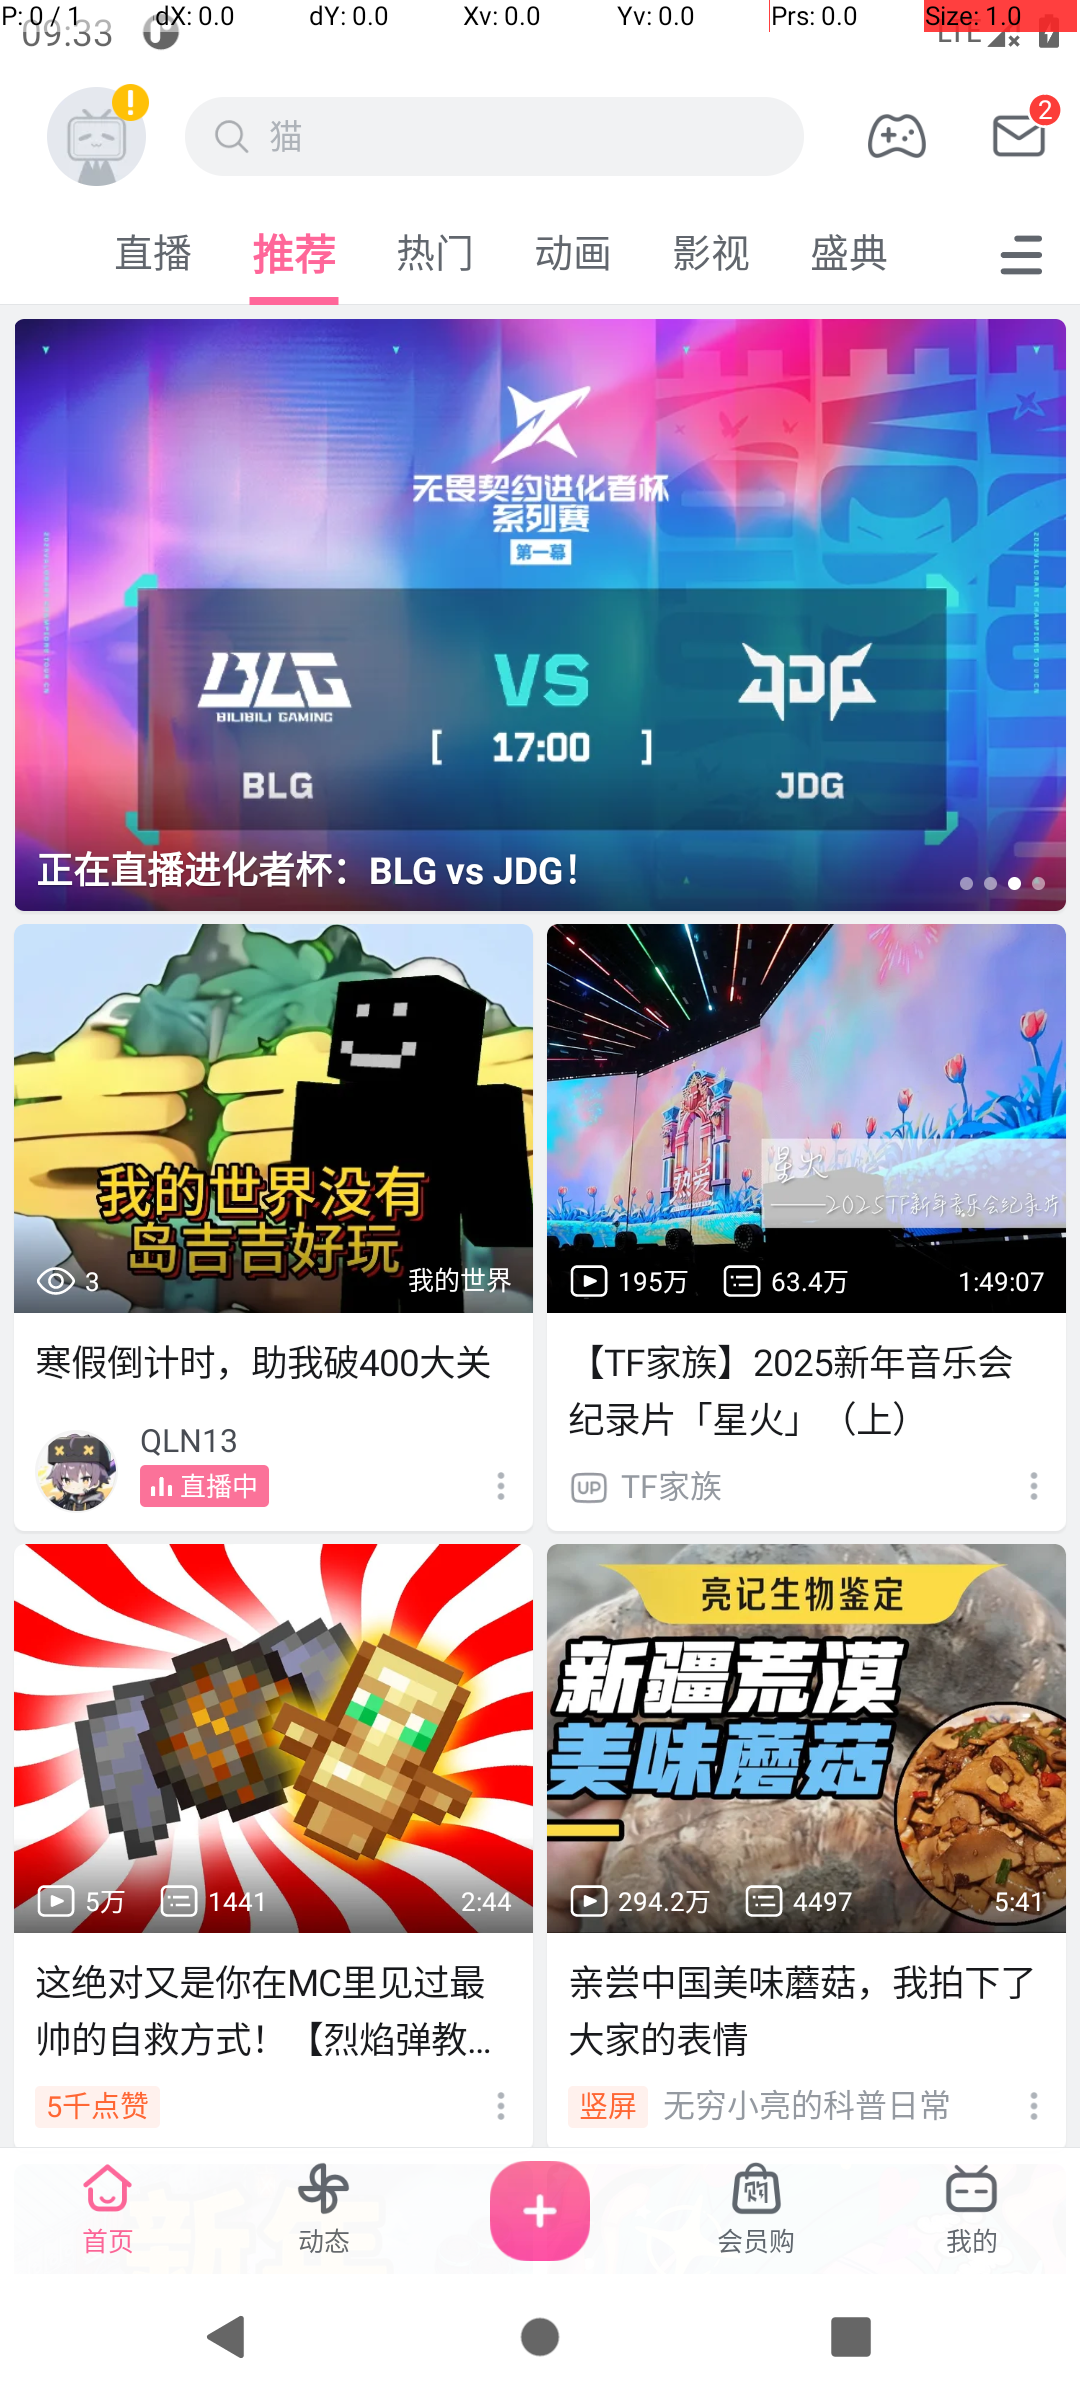 P: 0 / 1 dX: 0.0 dY: 0.0 Xv: 0.0 Yv: 0.0 Prs: 0.0 Size: 1.0
09:33 LTE
猫 2
直播 推荐 热门 动画 影视 盛典
无畏契约进化者杯
系列赛
第一幕
BLG VS JDG
BILIBILI GAMING
[ 17:00 ]
BLG JDG
正在直播进化者杯：BLG vs JDG！
我的世界没有
岛吉吉好玩
3 我的世界
寒假倒计时，助我破400大关
QLN13
直播中
热爱
星火
——2025TF新年音乐会纪录片
195万 63.4万 1:49:07
【TF家族】2025新年音乐会
纪录片「星火」（上）
UP TF家族
5万 1441 2:44
这绝对又是你在MC里见过最
帅的自救方式！【烈焰弹教...
5千点赞
亮记生物鉴定
新疆荒漠
美味蘑菇
294.2万 4497 5:41
亲尝中国美味蘑菇，我拍下了
大家的表情
竖屏 无穷小亮的科普日常
首页 动态 会员购 我的